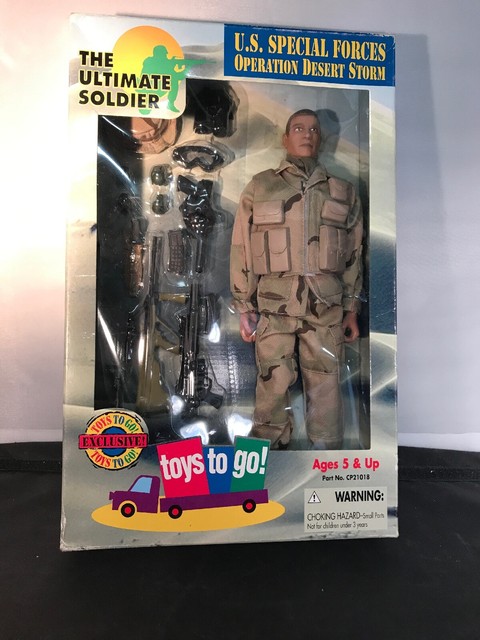 THE
ULTIMATE
SOLDIER
U.S. SPECIAL FORCES
OPERATION DESERT STORM
TOYS TO GO!
EXCLUSIVE!
TOYS TO GO!
toys to go!
Ages 5 & Up
Part No. CP21018
WARNING:
CHOKING HAZARD-Small Parts
Not for children under 3 years